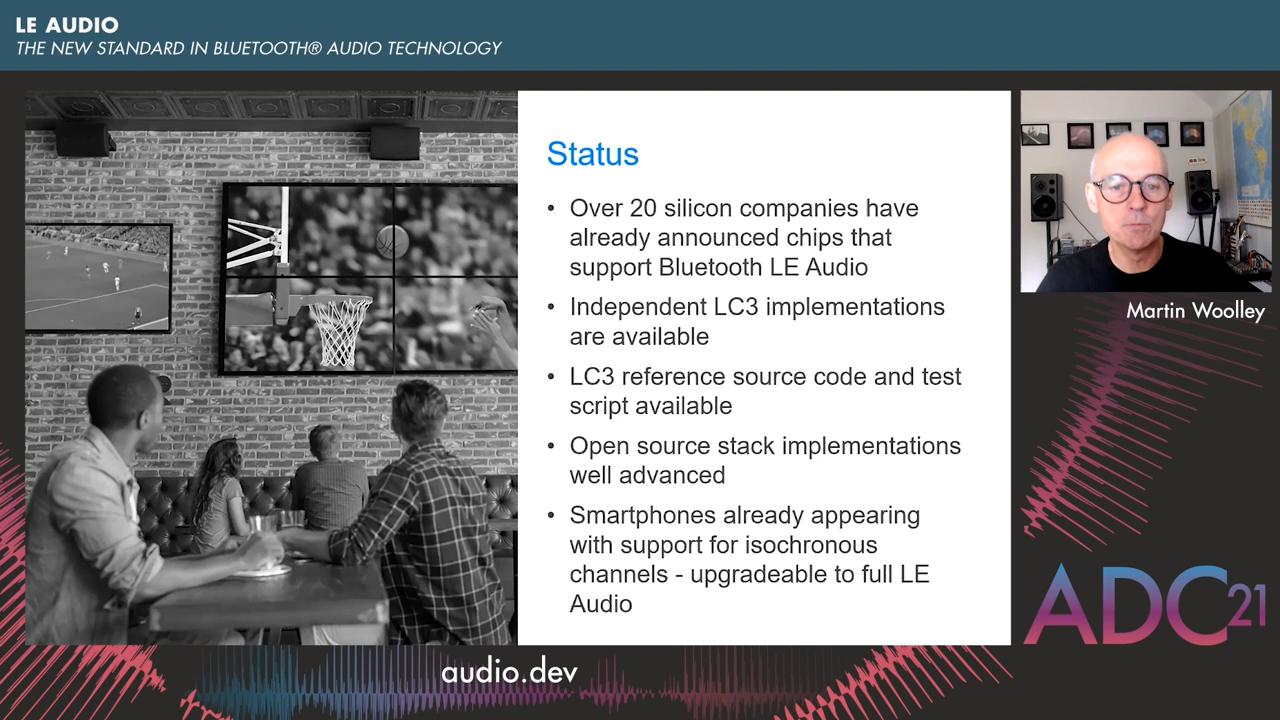 LE AUDIO
THE NEW STANDARD IN BLUETOOTH® AUDIO TECHNOLOGY
Status
• Over 20 silicon companies have
already announced chips that
support Bluetooth LE Audio
• Independent LC3 implementations
are available
• LC3 reference source code and test
script available
• Open source stack implementations
well advanced
• Smartphones already appearing
with support for isochronous
channels - upgradeable to full LE
Audio
Martin Woolley
ADC21
audio.dev